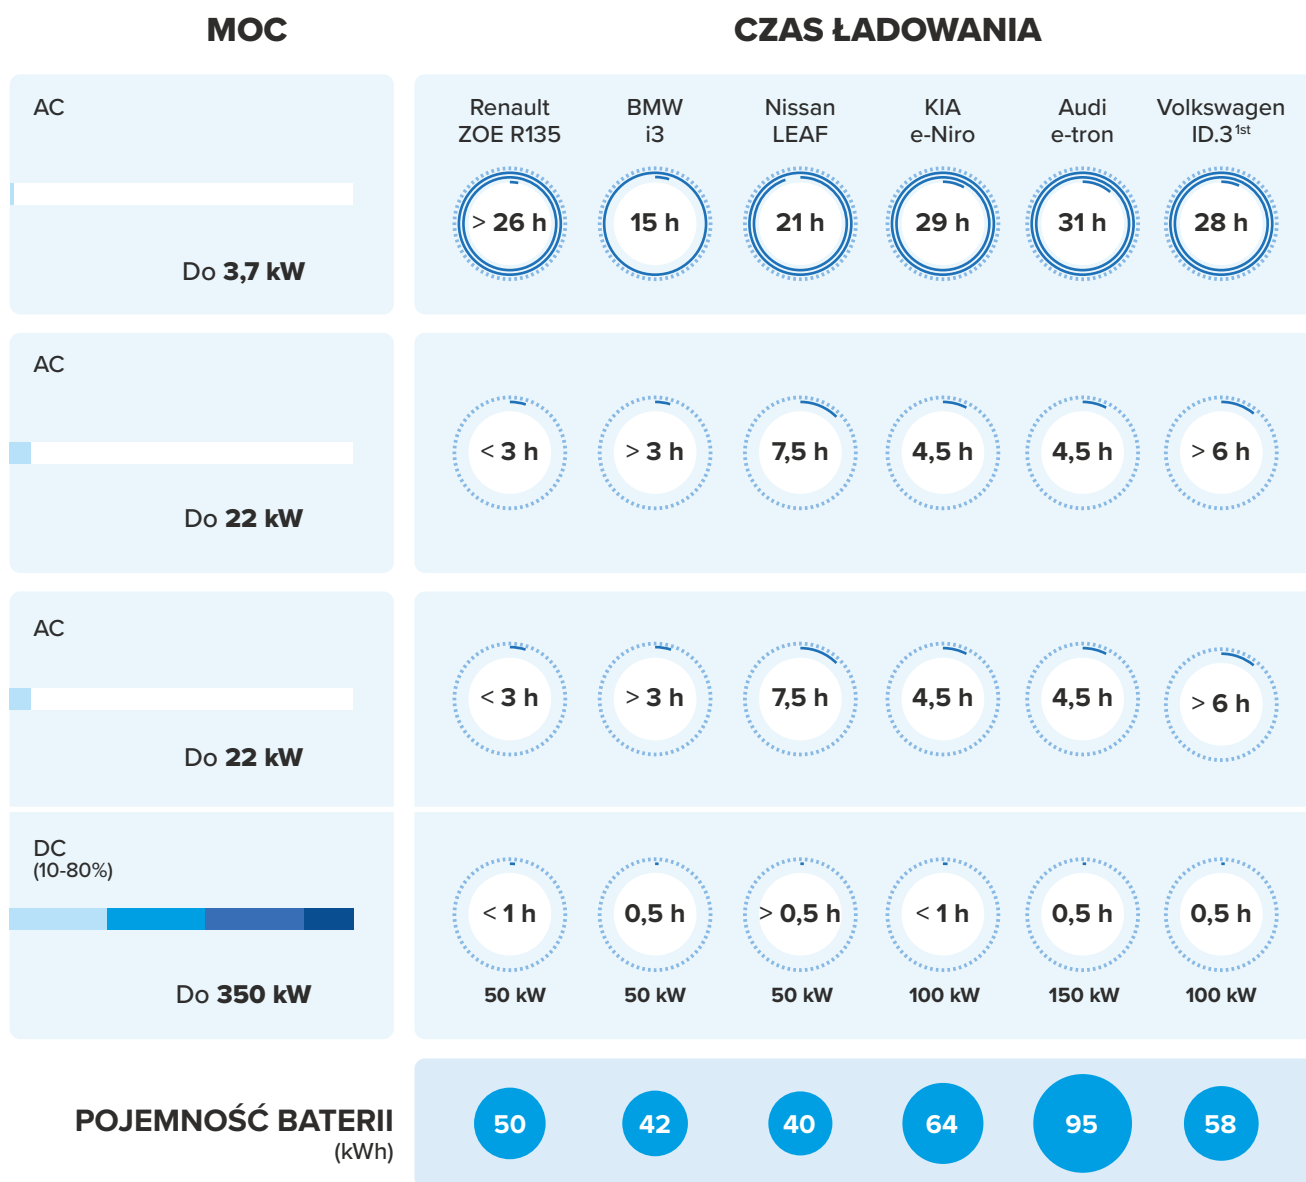 MOC
CZAS ŁADOWANIA
AC
Do 3,7 kW
Renault
ZOE R135
BMW
i3
Nissan
LEAF
KIA
e-Niro
Audi
e-tron
Volkswagen
ID.3 1st
> 26 h
15 h
21 h
29 h
31 h
28 h
AC
Do 22 kW
< 3 h
> 3 h
7,5 h
4,5 h
4,5 h
> 6 h
AC
Do 22 kW
< 3 h
> 3 h
7,5 h
4,5 h
4,5 h
> 6 h
DC
(10-80%)
Do 350 kW
< 1 h
0,5 h
> 0,5 h
< 1 h
0,5 h
0,5 h
50 kW
50 kW
50 kW
100 kW
150 kW
100 kW
POJEMNOŚĆ BATERII
(kWh)
50
42
40
64
95
58